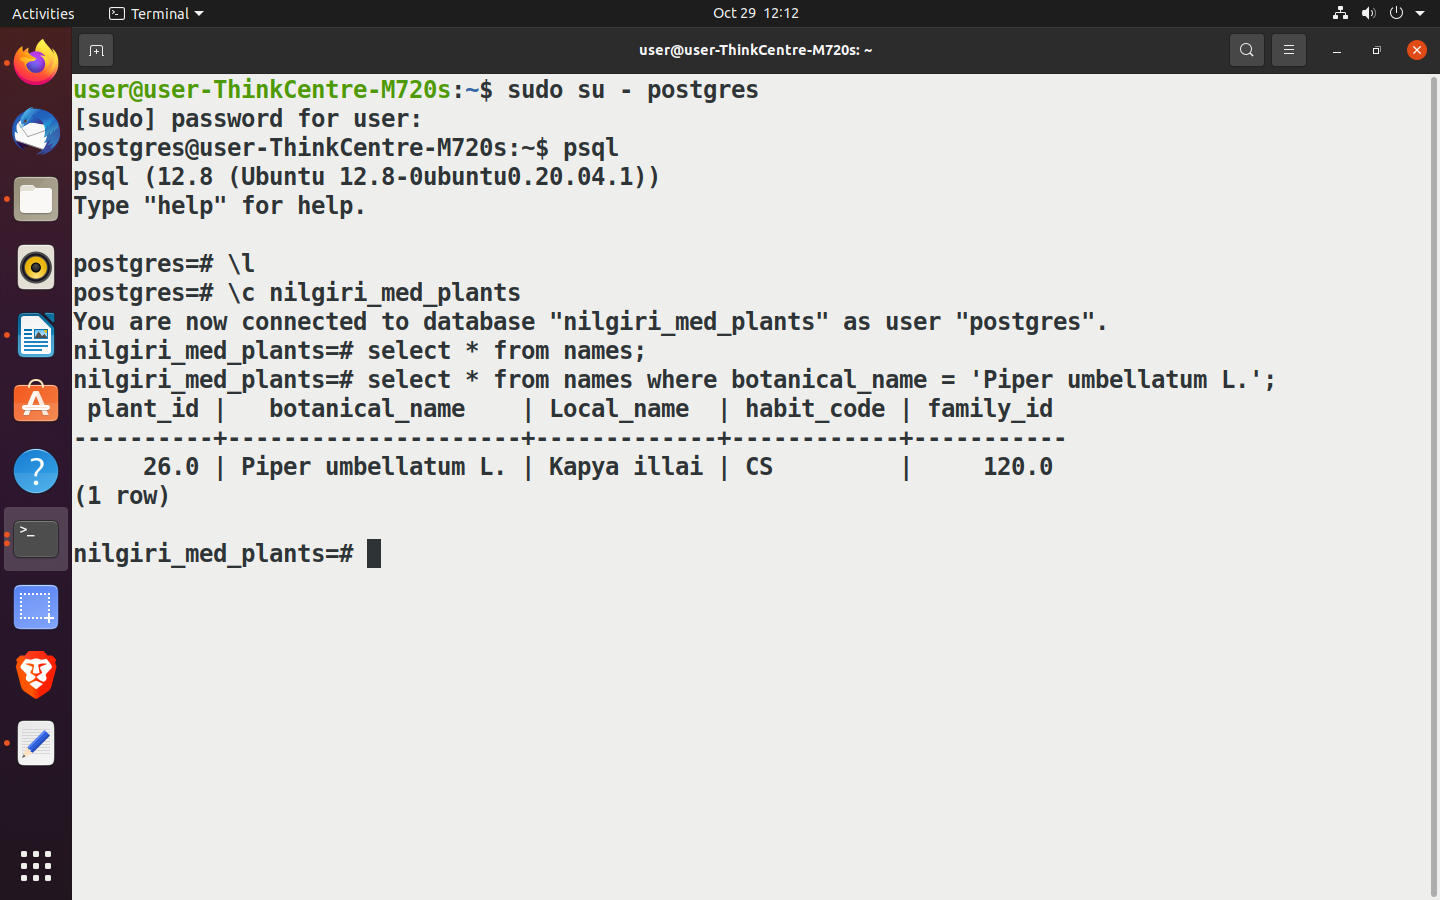 Activities Terminal Oct 29 12:12
user@user-ThinkCentre-M720s: ~
user@user-ThinkCentre-M720s:~$ sudo su - postgres
[sudo] password for user:
postgres@user-ThinkCentre-M720s:~$ psql
psql (12.8 (Ubuntu 12.8-0ubuntu0.20.04.1))
Type "help" for help.
postgres=# \l
postgres=# \c nilgiri_med_plants
You are now connected to database "nilgiri_med_plants" as user "postgres".
nilgiri_med_plants=# select * from names;
nilgiri_med_plants=# select * from names where botanical_name = 'Piper umbellatum L.';
 plant_id |   botanical_name    | Local_name  | habit_code | family_id
----------+---------------------+-------------+------------+-----------
     26.0 | Piper umbellatum L. | Kapya illai | CS         |     120.0
(1 row)
nilgiri_med_plants=#